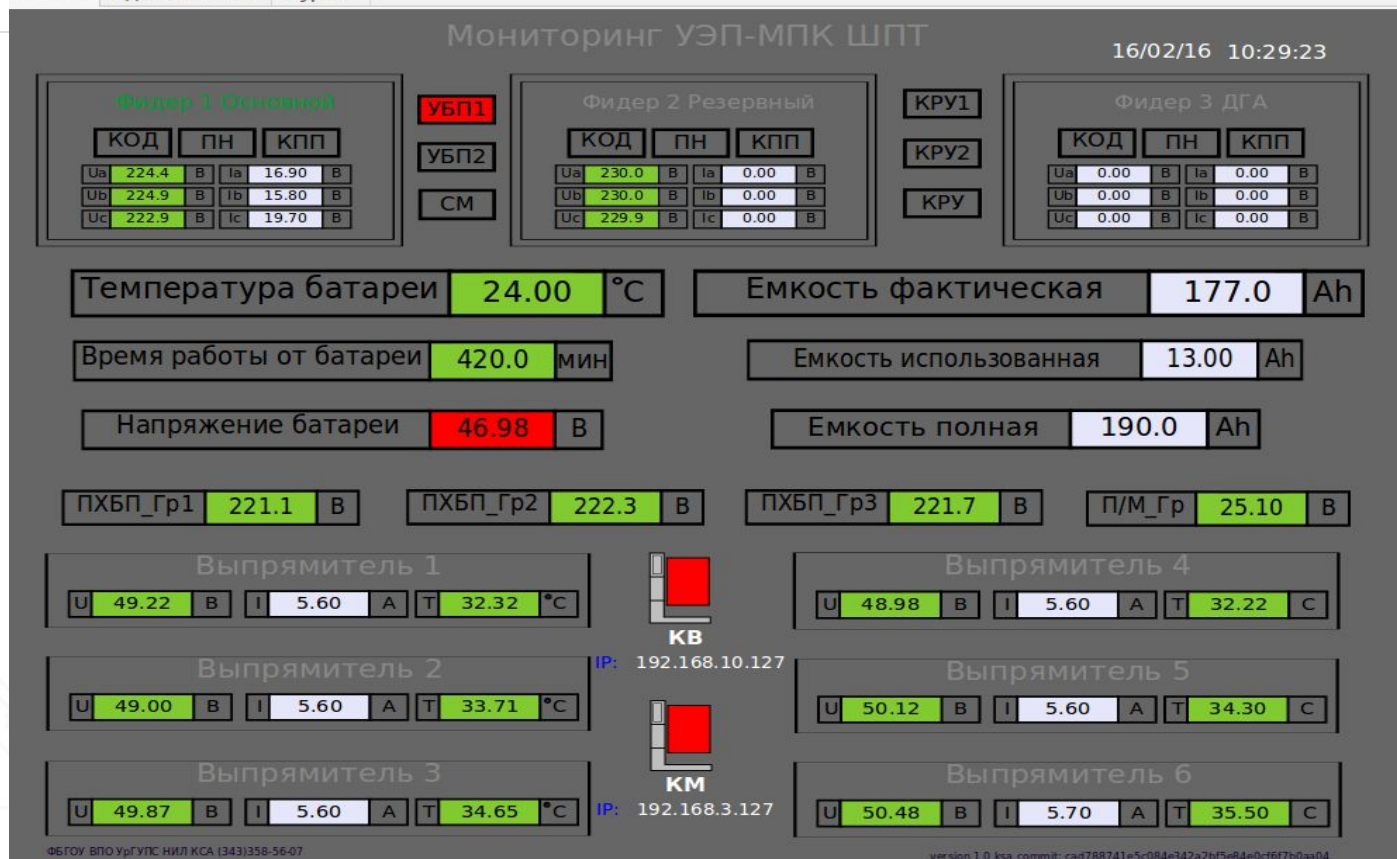 Мониторинг УЭП-МПК ШПТ
16/02/16 10:29:23
Фидер 1 Основной
КОД ПН КПП
Ua 224.4 В Ia 16.90 В
Ub 224.9 В Ib 15.80 В
Uc 222.9 В Ic 19.70 В
УБП1
УБП2
СМ
Фидер 2 Резервный
КОД ПН КПП
Ua 230.0 В Ia 0.00 В
Ub 230.0 В Ib 0.00 В
Uc 229.9 В Ic 0.00 В
КРУ1
КРУ2
КРУ
Фидер 3 ДГА
КОД ПН КПП
Ua 0.00 В Ia 0.00 В
Ub 0.00 В Ib 0.00 В
Uc 0.00 В Ic 0.00 В
Температура батареи 24.00 °C
Емкость фактическая 177.0 Ah
Время работы от батареи 420.0 мин
Емкость использованная 13.00 Ah
Напряжение батареи 46.98 В
Емкость полная 190.0 Ah
ПХБП_Гр1 221.1 В
ПХБП_Гр2 222.3 В
ПХБП_Гр3 221.7 В
П/М_Гр 25.10 В
Выпрямитель 1
U 49.22 В I 5.60 А T 32.32 °C
Выпрямитель 4
U 48.98 В I 5.60 А T 32.22 C
КВ
IP: 192.168.10.127
Выпрямитель 2
U 49.00 В I 5.60 А T 33.71 °C
Выпрямитель 5
U 50.12 В I 5.60 А T 34.30 C
КМ
IP: 192.168.3.127
Выпрямитель 3
U 49.87 В I 5.60 А T 34.65 °C
Выпрямитель 6
U 50.48 В I 5.70 А T 35.50 C
ФБГОУ ВПО УрГУПС НИЛ КСА (343)358-56-07
version 1.0 ksa commit: